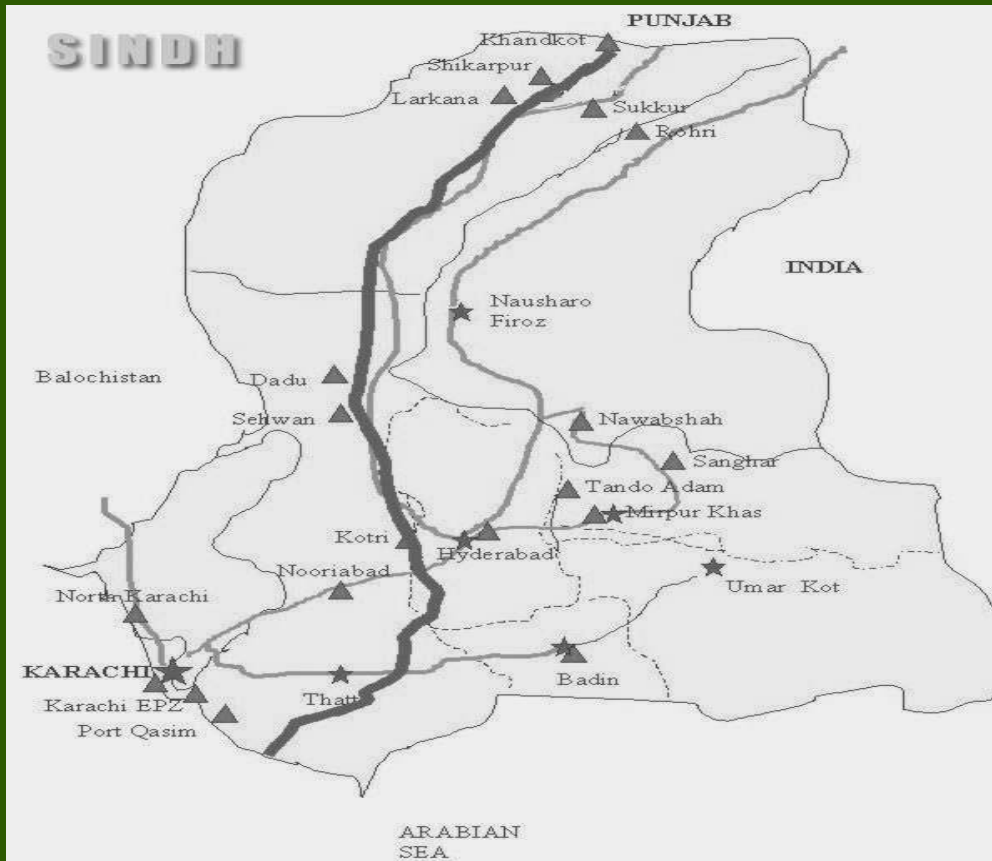 SINDH
PUNJAB
Khandkot
Shikarpur
Larkana
Sukkur
Rohri
INDIA
Nausharo
Firoz
Balochistan
Dadu
Sehwan
Nawabshah
Sanghar
Tando Adam
Mirpur Khas
Kotri
Hyderabad
Nooriabad
Umar Kot
North Karachi
KARACHI
Thatt
Badin
Karachi EPZ
Port Qasim
ARABIAN
SEA